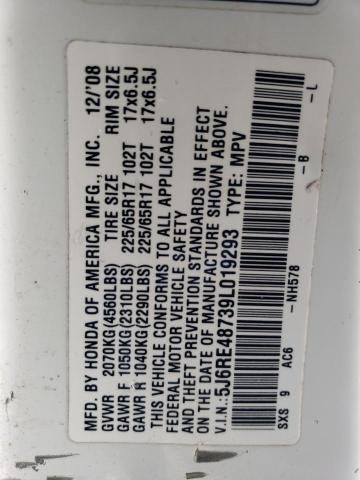 MFD. BY HONDA OF AMERICA MFG., INC. 12/'08
GVWR 2070KG(4560LBS) TIRE SIZE RIM SIZE
GAWR F 1050KG(2310LBS) 225/65R17 102T 17x6.5J
GAWR R 1040KG(2290LBS) 225/65R17 102T 17x6.5J
THIS VEHICLE CONFORMS TO ALL APPLICABLE
FEDERAL MOTOR VEHICLE SAFETY
AND THEFT PREVENTION STANDARDS IN EFFECT
ON THE DATE OF MANUFACTURE SHOWN ABOVE.
V.I.N.:5J6RE48739L019293 TYPE: MPV
SXS 9 AC6 -NH578 -B -L